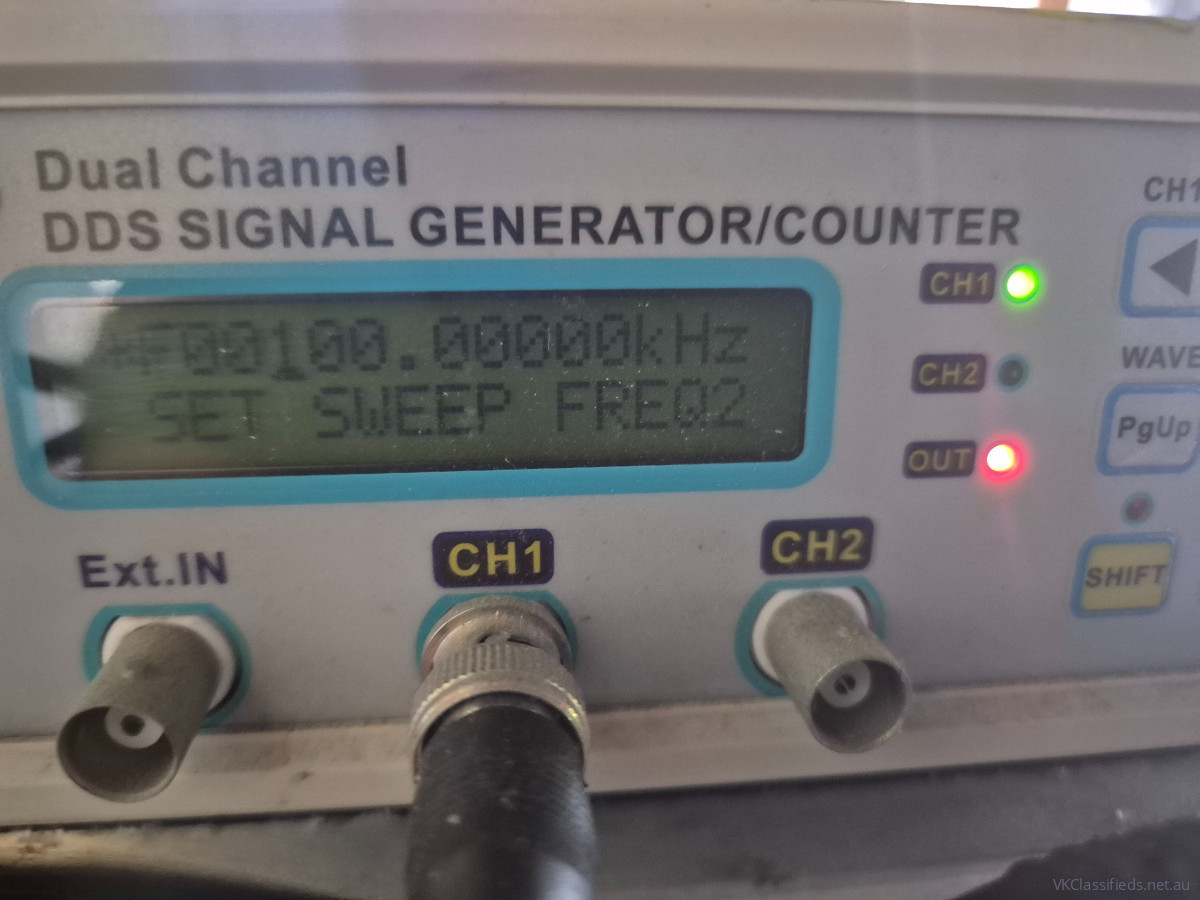 Dual Channel
DDS SIGNAL GENERATOR/COUNTER
*F00100.00000kHz
SET SWEEP FREQ2
CH1
CH2
OUT
CH1
WAVE
PgUp
SHIFT
Ext.IN
CH1
CH2
VKClassifieds.net.au